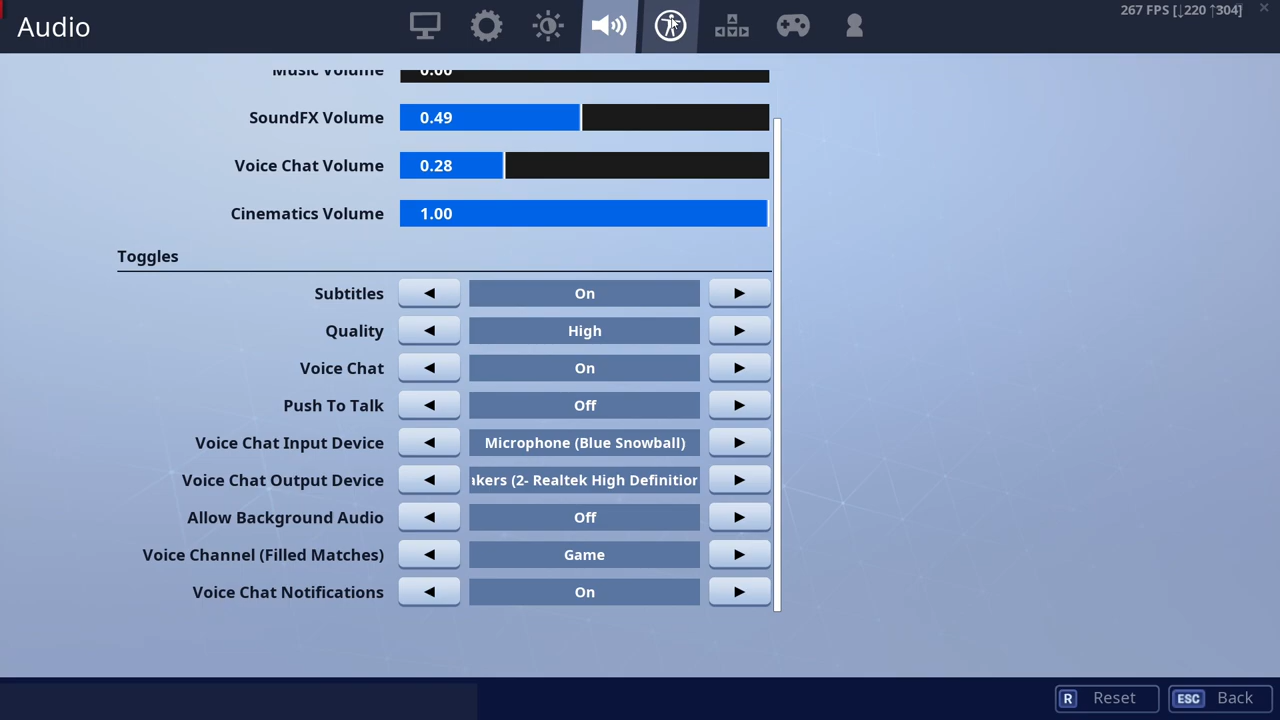 Audio
267 FPS [↓220 ↑304]
Music Volume 0.00
SoundFX Volume 0.49
Voice Chat Volume 0.28
Cinematics Volume 1.00
Toggles
Subtitles On
Quality High
Voice Chat On
Push To Talk Off
Voice Chat Input Device Microphone (Blue Snowball)
Voice Chat Output Device akers (2- Realtek High Definition
Allow Background Audio Off
Voice Channel (Filled Matches) Game
Voice Chat Notifications On
R Reset ESC Back